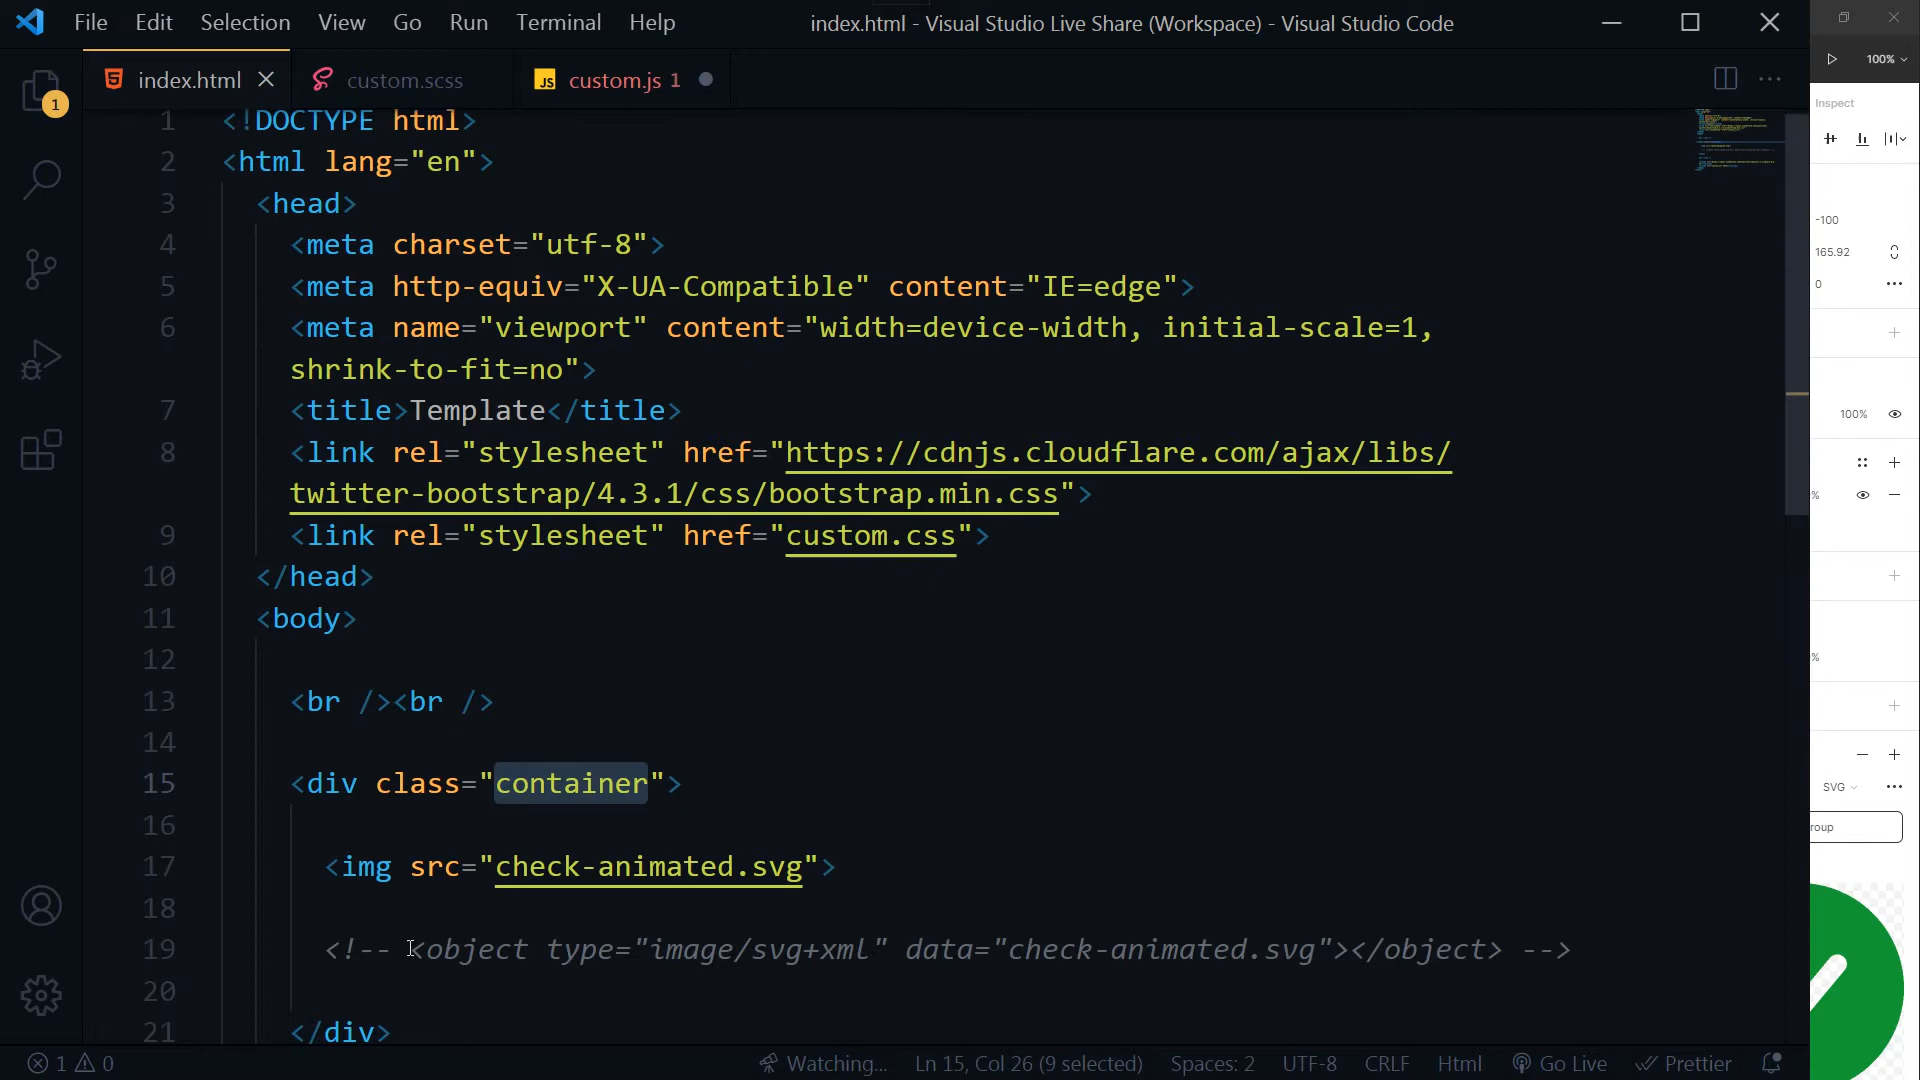 File Edit Selection View Go Run Terminal Help
index.html - Visual Studio Live Share (Workspace) - Visual Studio Code
100%
1
index.html
custom.scss
JS custom.js 1
Inspect
1 <!DOCTYPE html>
2 <html lang="en">
3 <head>
4 <meta charset="utf-8">
5 <meta http-equiv="X-UA-Compatible" content="IE=edge">
6 <meta name="viewport" content="width=device-width, initial-scale=1,
shrink-to-fit=no">
7 <title>Template</title>
8 <link rel="stylesheet" href="https://cdnjs.cloudflare.com/ajax/libs/
twitter-bootstrap/4.3.1/css/bootstrap.min.css">
9 <link rel="stylesheet" href="custom.css">
10 </head>
11 <body>
12
13 <br /><br />
14
15 <div class="container">
16
17 <img src="check-animated.svg">
18
19 <!-- <object type="image/svg+xml" data="check-animated.svg"></object> -->
20
21 </div>
-100
165.92
0
100%
%
%
SVG
roup
1 0
Watching...
Ln 15, Col 26 (9 selected)
Spaces: 2
UTF-8
CRLF
Html
Go Live
Prettier